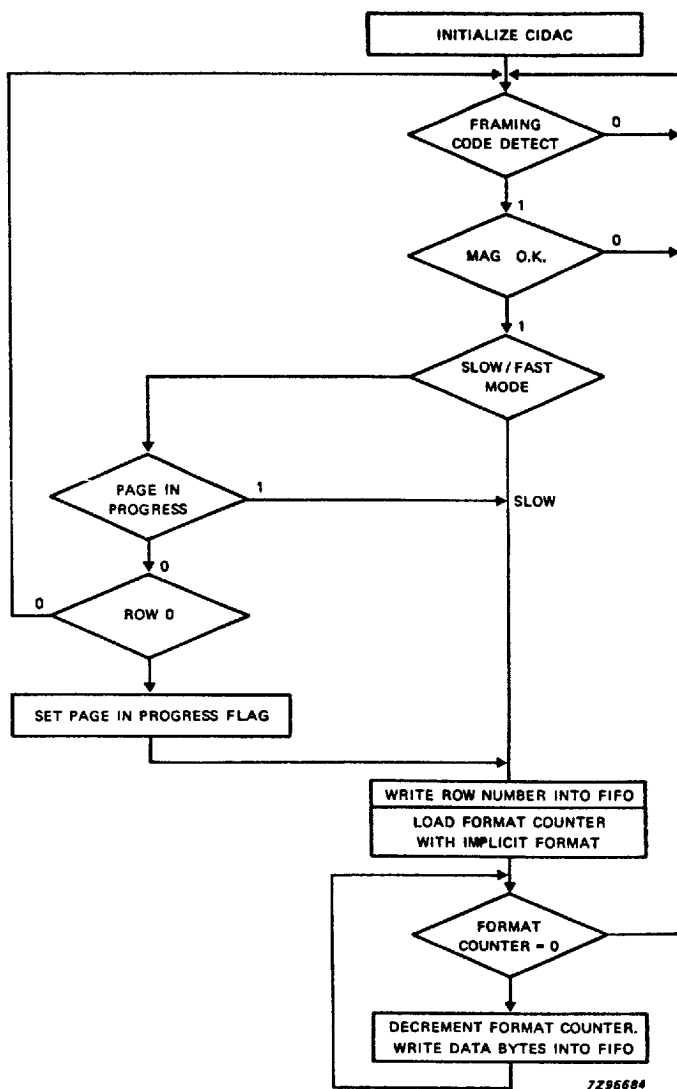 INITIALIZE CIDAC
FRAMING
CODE DETECT
0
1
MAG O.K.
0
1
SLOW/FAST
MODE
PAGE IN
PROGRESS
1
SLOW
0
0
ROW 0
SET PAGE IN PROGRESS FLAG
WRITE ROW NUMBER INTO FIFO
LOAD FORMAT COUNTER
WITH IMPLICIT FORMAT
FORMAT
COUNTER = 0
DECREMENT FORMAT COUNTER.
WRITE DATA BYTES INTO FIFO
7Z96684